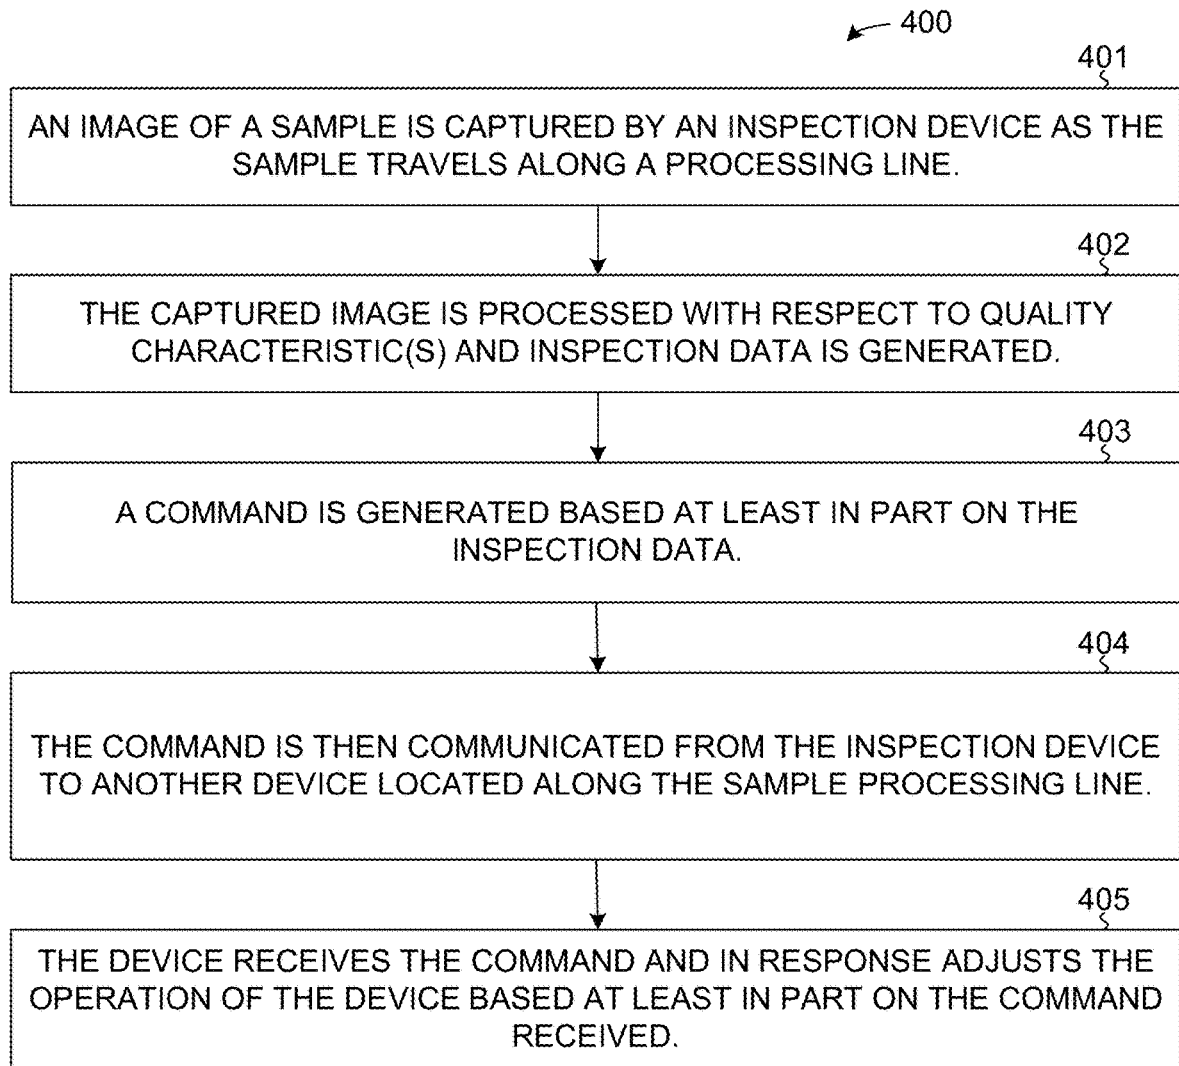 400
401
AN IMAGE OF A SAMPLE IS CAPTURED BY AN INSPECTION DEVICE AS THE
SAMPLE TRAVELS ALONG A PROCESSING LINE.
402
THE CAPTURED IMAGE IS PROCESSED WITH RESPECT TO QUALITY
CHARACTERISTIC(S) AND INSPECTION DATA IS GENERATED.
403
A COMMAND IS GENERATED BASED AT LEAST IN PART ON THE
INSPECTION DATA.
404
THE COMMAND IS THEN COMMUNICATED FROM THE INSPECTION DEVICE
TO ANOTHER DEVICE LOCATED ALONG THE SAMPLE PROCESSING LINE.
405
THE DEVICE RECEIVES THE COMMAND AND IN RESPONSE ADJUSTS THE
OPERATION OF THE DEVICE BASED AT LEAST IN PART ON THE COMMAND
RECEIVED.